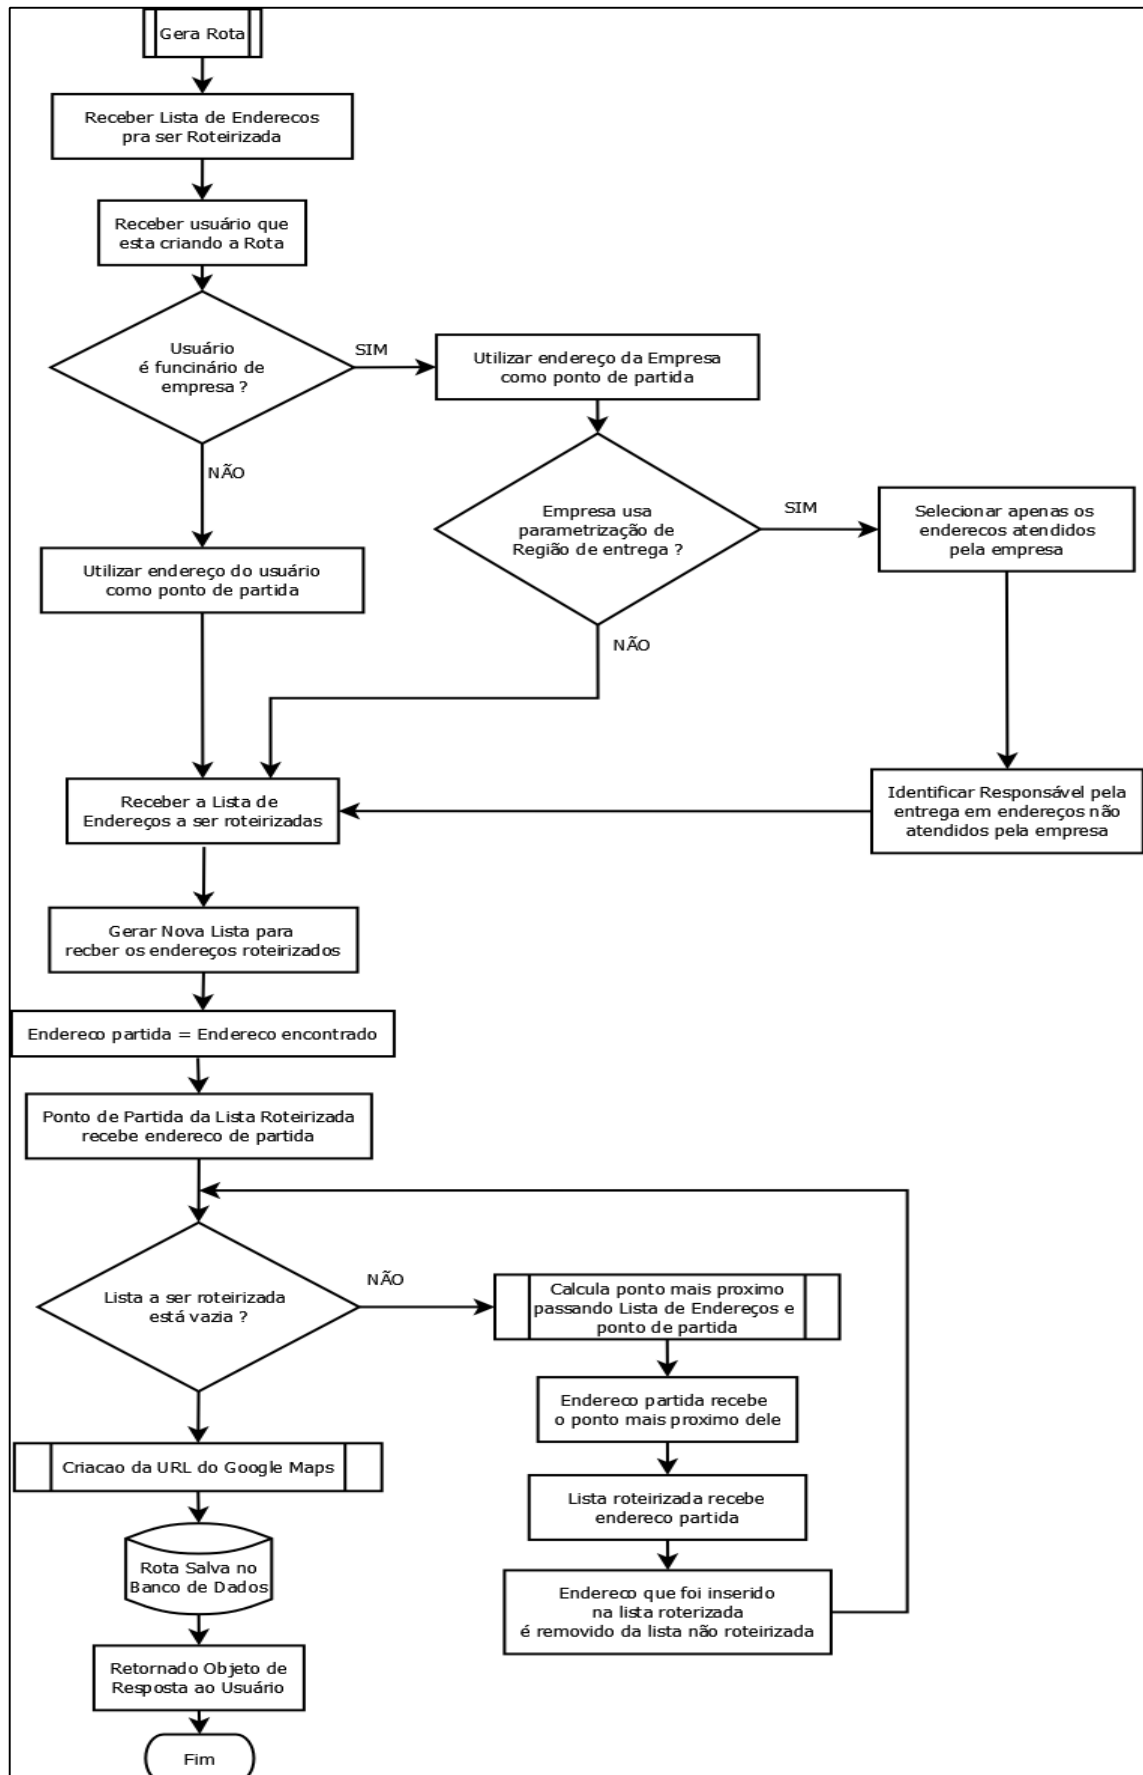 Gera Rota
Receber Lista de Enderecos
pra ser Roteirizada
Receber usuário que
esta criando a Rota
Usuário
é funcinário de
empresa ?
SIM
Utilizar endereço da Empresa
como ponto de partida
NÃO
Empresa usa
parametrização de
Região de entrega ?
SIM
Selecionar apenas os
enderecos atendidos
pela empresa
Utilizar endereço do usuário
como ponto de partida
NÃO
Receber a Lista de
Endereços a ser roteirizadas
Identificar Responsável pela
entrega em endereços não
atendidos pela empresa
Gerar Nova Lista para
recber os endereços roteirizados
Endereco partida = Endereco encontrado
Ponto de Partida da Lista Roteirizada
recebe endereco de partida
Lista a ser roteirizada
está vazia ?
NÃO
Calcula ponto mais proximo
passando Lista de Endereços e
ponto de partida
Endereco partida recebe
o ponto mais proximo dele
Criacao da URL do Google Maps
Lista roteirizada recebe
endereco partida
Rota Salva no
Banco de Dados
Endereco que foi inserido
na lista roterizada
é removido da lista não roteirizada
Retornado Objeto de
Resposta ao Usuário
Fim